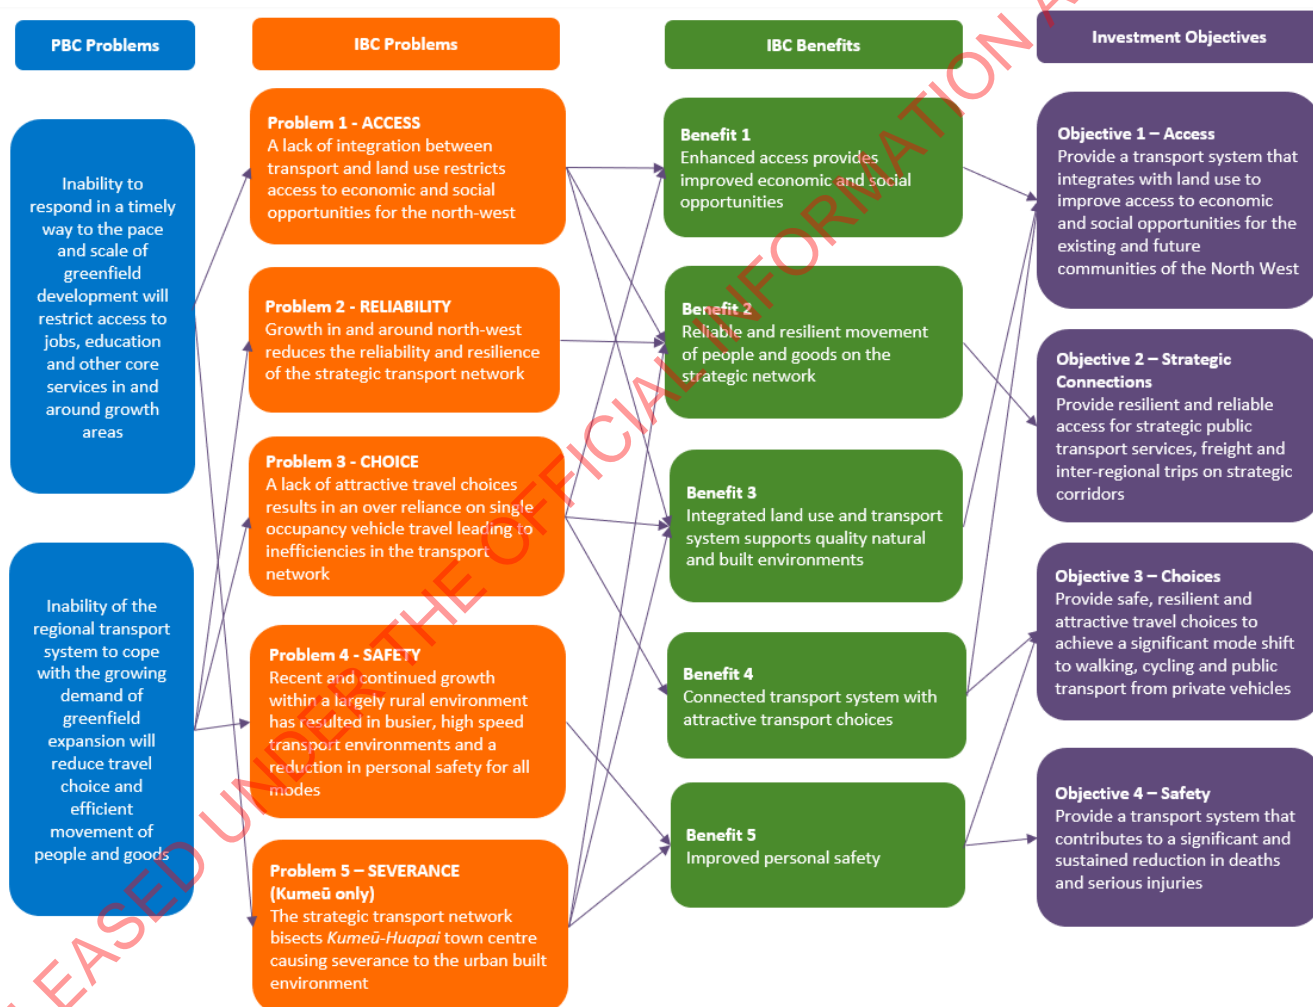 PBC Problems
IBC Problems
IBC Benefits
Investment Objectives
Inability to
respond in a timely
way to the pace
and scale of
greenfield
development will
restrict access to
jobs, education
and other core
services in and
around growth
areas
Inability of the
regional transport
system to cope
with the growing
demand of
greenfield
expansion will
reduce travel
choice and
efficient
movement of
people and goods
Problem 1 - ACCESS
A lack of integration between
transport and land use restricts
access to economic and social
opportunities for the north-west
Problem 2 - RELIABILITY
Growth in and around north-west
reduces the reliability and resilience
of the strategic transport network
Problem 3 - CHOICE
A lack of attractive travel choices
results in an over reliance on single
occupancy vehicle travel leading to
inefficiencies in the transport
network
Problem 4 - SAFETY
Recent and continued growth
within a largely rural environment
has resulted in busier, high speed
transport environments and a
reduction in personal safety for all
modes
Problem 5 – SEVERANCE
(Kumeū only)
The strategic transport network
bisects Kumeū-Huapai town centre
causing severance to the urban built
environment
Benefit 1
Enhanced access provides
improved economic and social
opportunities
Benefit 2
Reliable and resilient movement
of people and goods on the
strategic network
Benefit 3
Integrated land use and transport
system supports quality natural
and built environments
Benefit 4
Connected transport system with
attractive transport choices
Benefit 5
Improved personal safety
Objective 1 – Access
Provide a transport system that
integrates with land use to
improve access to economic
and social opportunities for the
existing and future
communities of the North West
Objective 2 – Strategic
Connections
Provide resilient and reliable
access for strategic public
transport services, freight and
inter-regional trips on strategic
corridors
Objective 3 – Choices
Provide safe, resilient and
attractive travel choices to
achieve a significant mode shift
to walking, cycling and public
transport from private vehicles
Objective 4 – Safety
Provide a transport system that
contributes to a significant and
sustained reduction in deaths
and serious injuries
LEASED UNDER THE OFFICIAL INFORMATION A